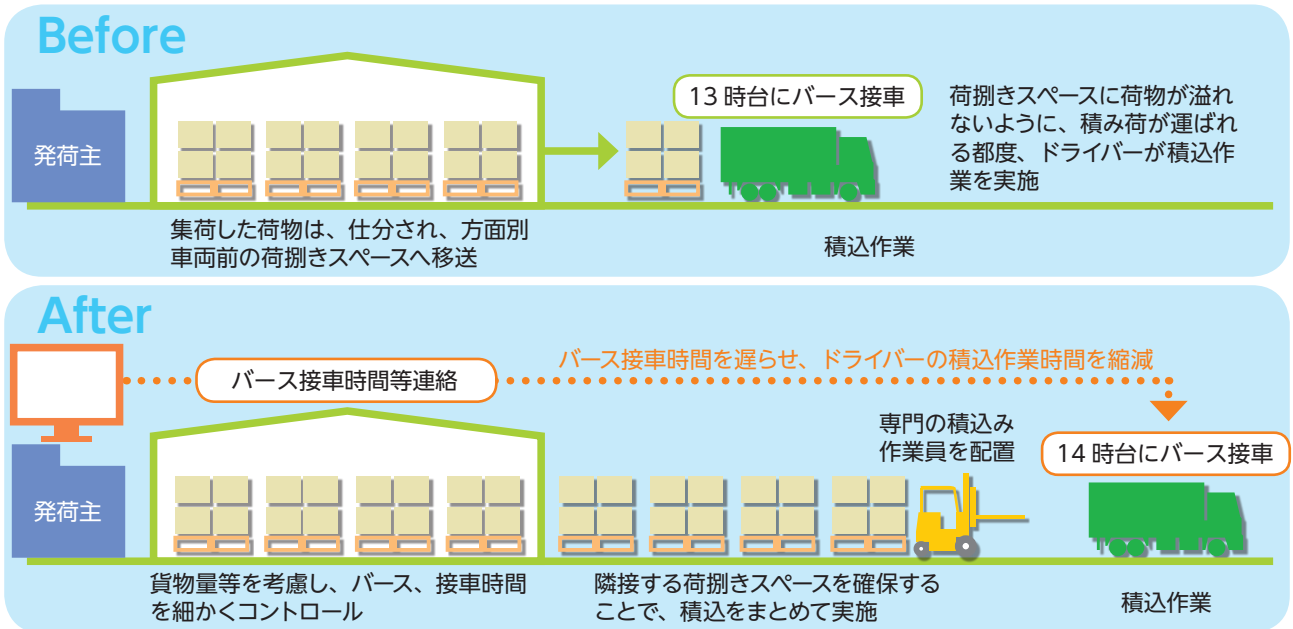 Before
発荷主
13時台にバース接車
荷捌きスペースに荷物が溢れ
ないように、積み荷が運ばれ
る都度、ドライバーが積込作
業を実施
集荷した荷物は、仕分され、方面別
車両前の荷捌きスペースへ移送
積込作業
After
バース接車時間等連絡
バース接車時間を遅らせ、ドライバーの積込作業時間を縮減
専門の積込み
作業員を配置
14時台にバース接車
発荷主
貨物量等を考慮し、バース、接車時間
を細かくコントロール
隣接する荷捌きスペースを確保する
ことで、積込をまとめて実施
積込作業